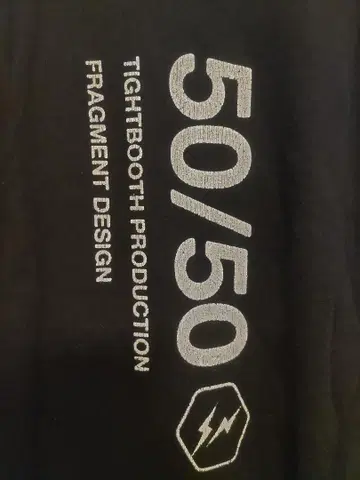 50/50
TIGHTBOOTH PRODUCTION
FRAGMENT DESIGN